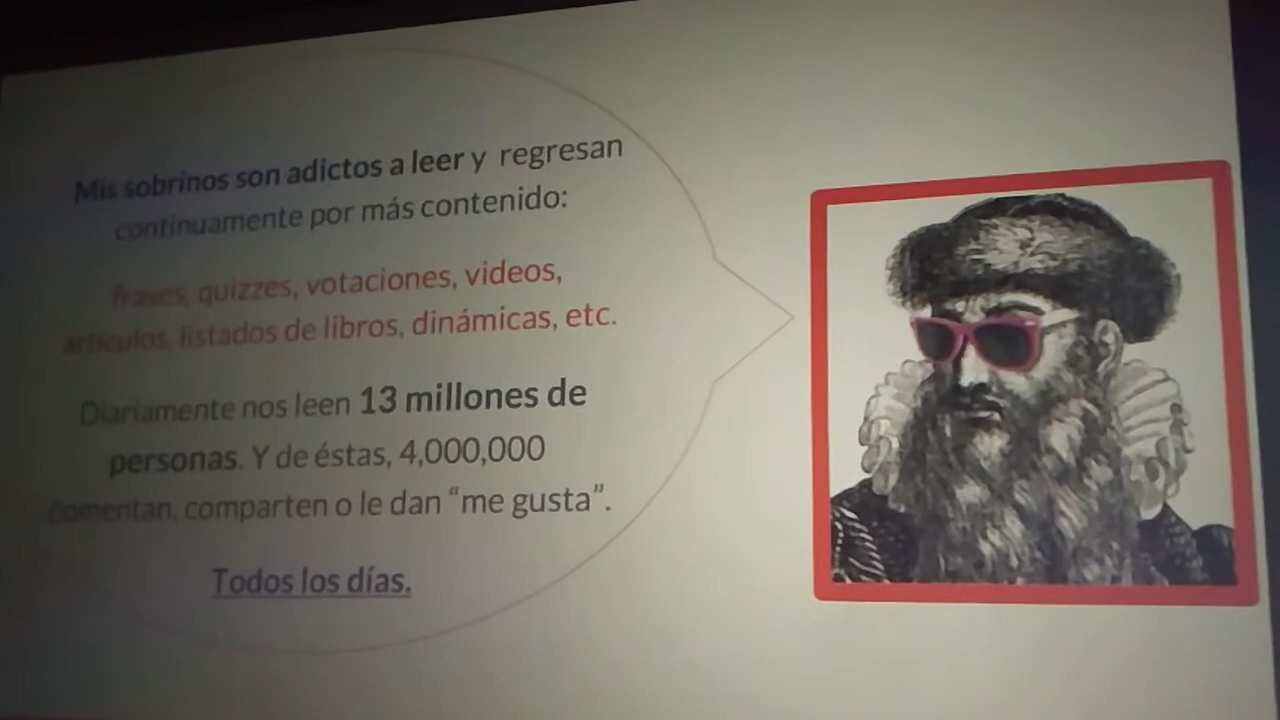 Mis sobrinos son adictos a leer y regresan
continuamente por más contenido:
frases, quizzes, votaciones, videos,
artículos, listados de libros, dinámicas, etc.
Diariamente nos leen 13 millones de
personas. Y de éstas, 4,000,000
comentan, comparten o le dan “me gusta”.
Todos los días.